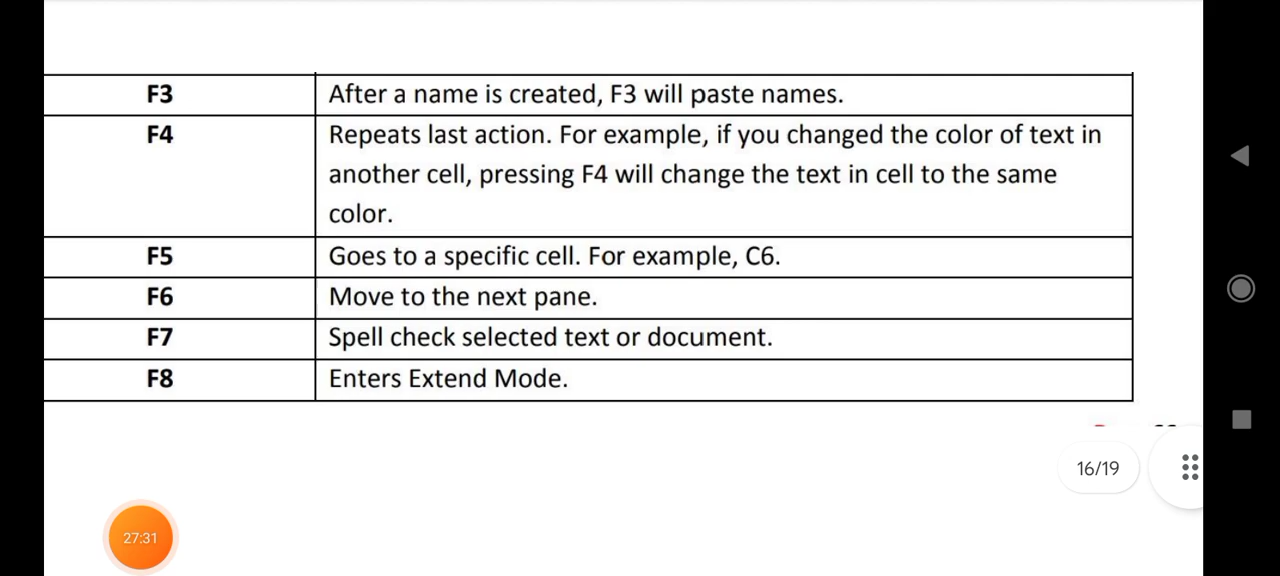 F3 After a name is created, F3 will paste names.
F4 Repeats last action. For example, if you changed the color of text in
another cell, pressing F4 will change the text in cell to the same
color.
F5 Goes to a specific cell. For example, C6.
F6 Move to the next pane.
F7 Spell check selected text or document.
F8 Enters Extend Mode.
16/19
27:31